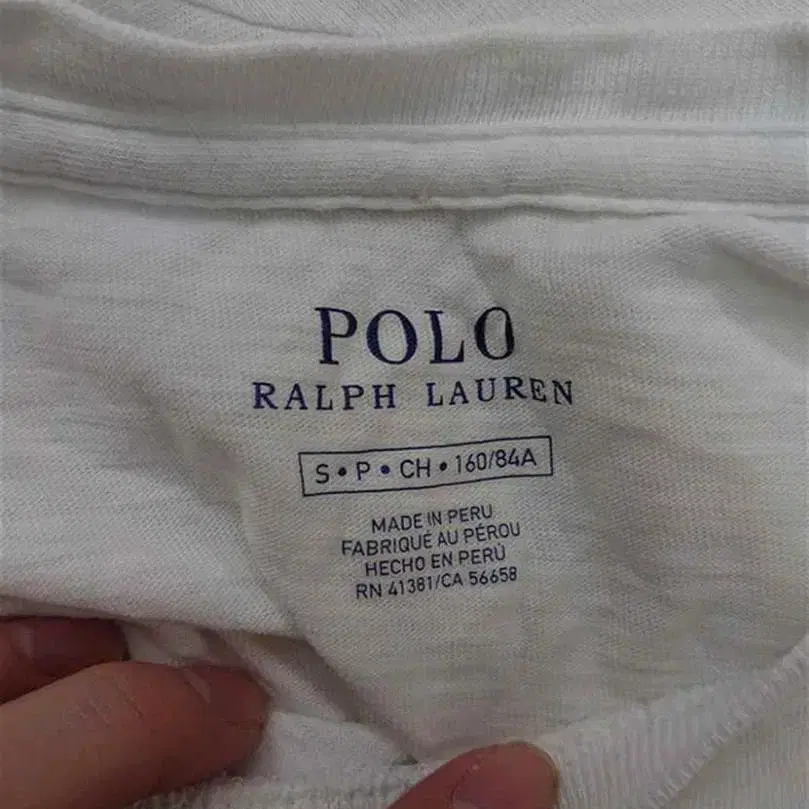 POLO
RALPH LAUREN
S • P • CH • 160/84A
MADE IN PERU
FABRIQUÉ AU PÉROU
HECHO EN PERÚ
RN 41381/CA 56658